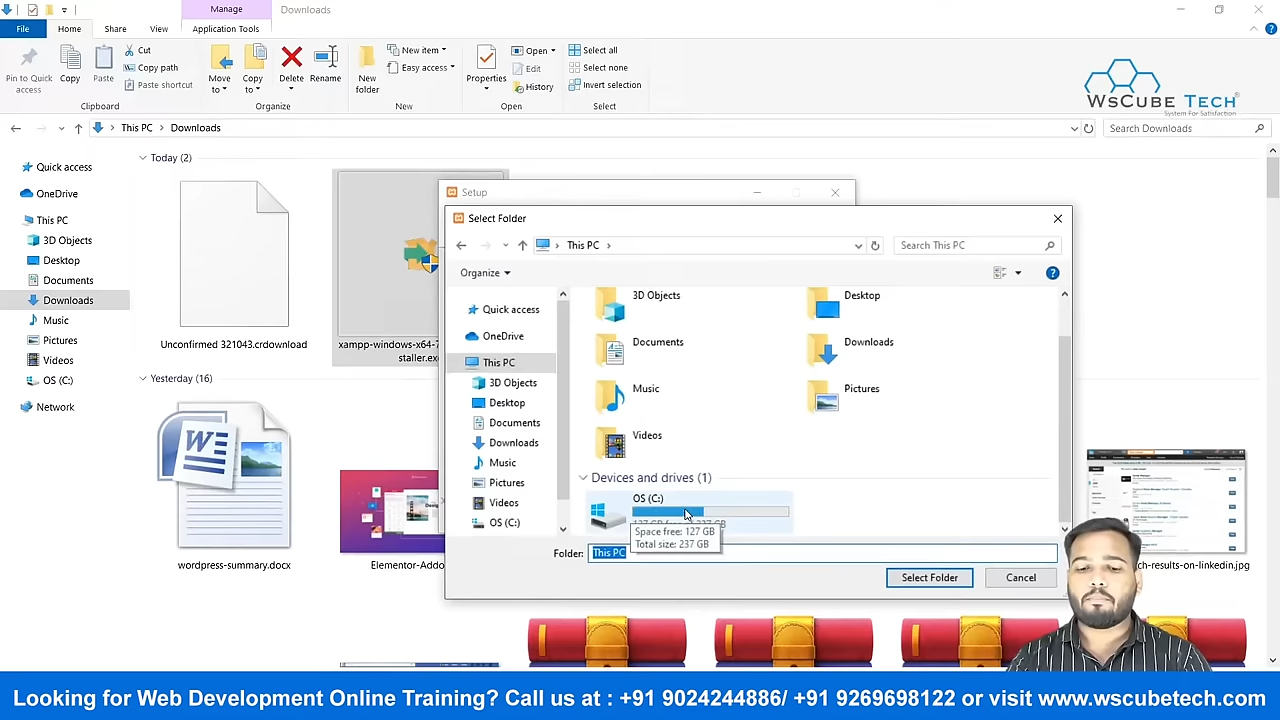 Manage
Downloads
File
Home
Share
View
Application Tools
Pin to Quick
access
Copy
Paste
Cut
Copy path
Paste shortcut
Clipboard
Move
to
Copy
to
Delete
Rename
Organize
New
folder
New item
Easy access
New
Properties
Open
Edit
History
Open
Select all
Select none
Invert selection
Select
WSCUBE TECH
System For Satisfaction
This PC
Downloads
Search Downloads
Quick access
OneDrive
This PC
3D Objects
Desktop
Documents
Downloads
Music
Pictures
Videos
OS (C:)
Network
Today (2)
Unconfirmed 321043.crdownload
xampp-windows-x64-7
staller.exe
Yesterday (16)
wordpress-summary.docx
Elementor-Addo
ch-results-on-linkedin.jpg
Setup
Select Folder
This PC
Search This PC
Organize
Quick access
OneDrive
This PC
3D Objects
Desktop
Documents
Downloads
Music
Pictures
Videos
OS (C:)
3D Objects
Desktop
Documents
Downloads
Music
Pictures
Videos
Devices and drives (1)
OS (C:)
Space free: 127 GB
Total size: 237 GB
Folder:
This PC
Select Folder
Cancel
Looking for Web Development Online Training? Call us at : +91 9024244886/ +91 9269698122 or visit www.wscubetech.com